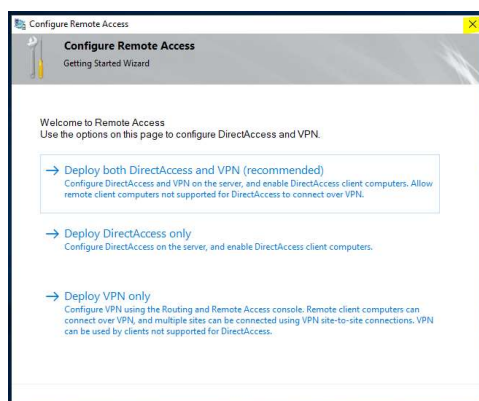 Configure Remote Access
Configure Remote Access
Getting Started Wizard
Welcome to Remote Access
Use the options on this page to configure DirectAccess and VPN.
Deploy both DirectAccess and VPN (recommended)
Configure DirectAccess and VPN on the server, and enable DirectAccess client computers. Allow
remote client computers not supported for DirectAccess to connect over VPN.
Deploy DirectAccess only
Configure DirectAccess on the server, and enable DirectAccess client computers.
Deploy VPN only
Configure VPN using the Routing and Remote Access console. Remote client computers can
connect over VPN, and multiple sites can be connected using VPN site-to-site connections. VPN
can be used by clients not supported for DirectAccess.